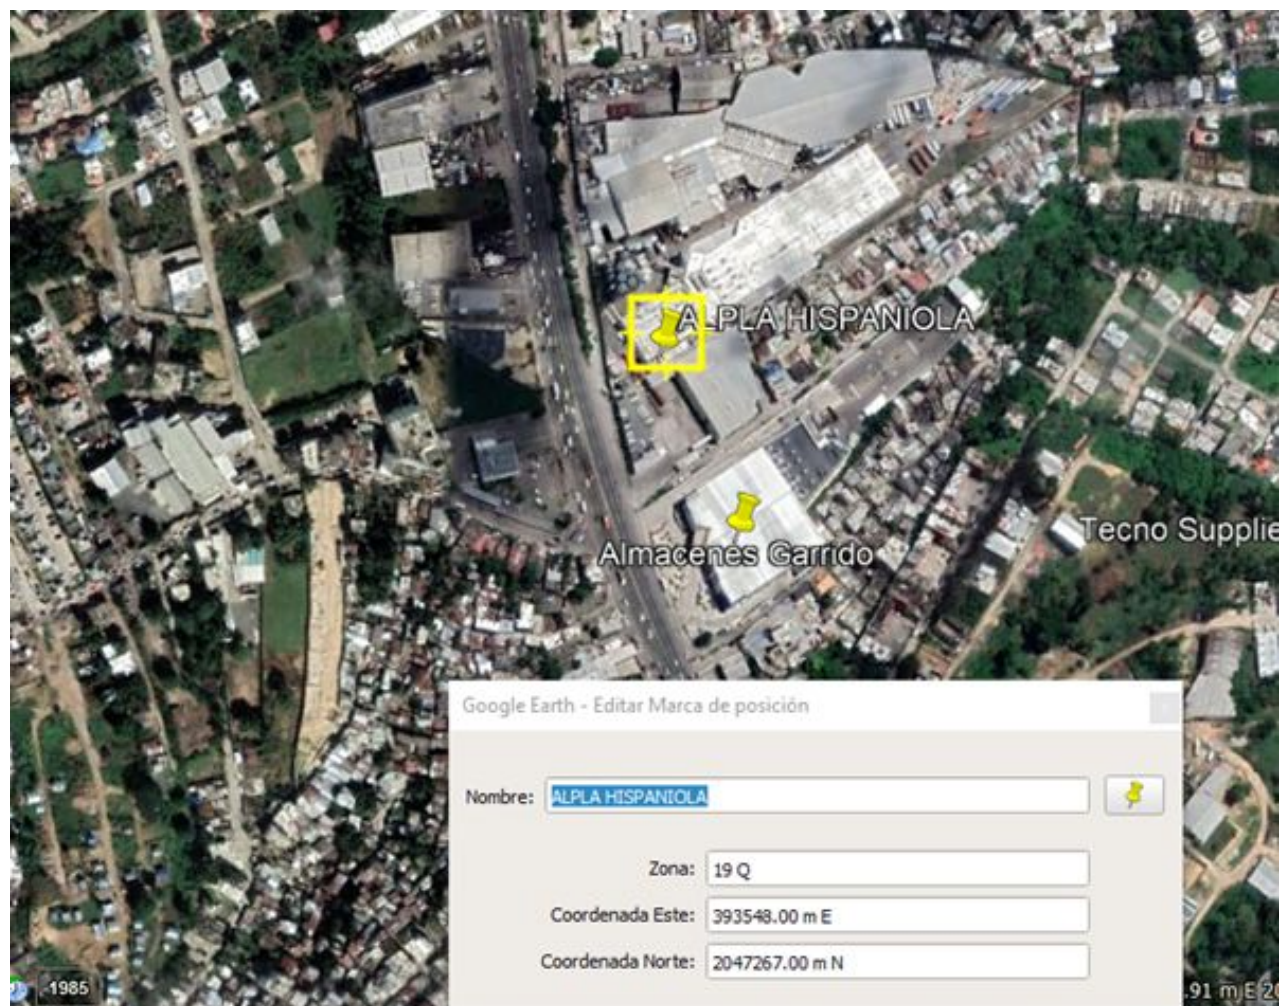 ALPLA HISPANIOLA
Almacenes Garrido
Tecno Supplie
Google Earth - Editar Marca de posición
Nombre: ALPLA HISPANIOLA
Zona: 19 Q
Coordenada Este: 393548.00 m E
Coordenada Norte: 2047267.00 m N
1985
.91 m E 20